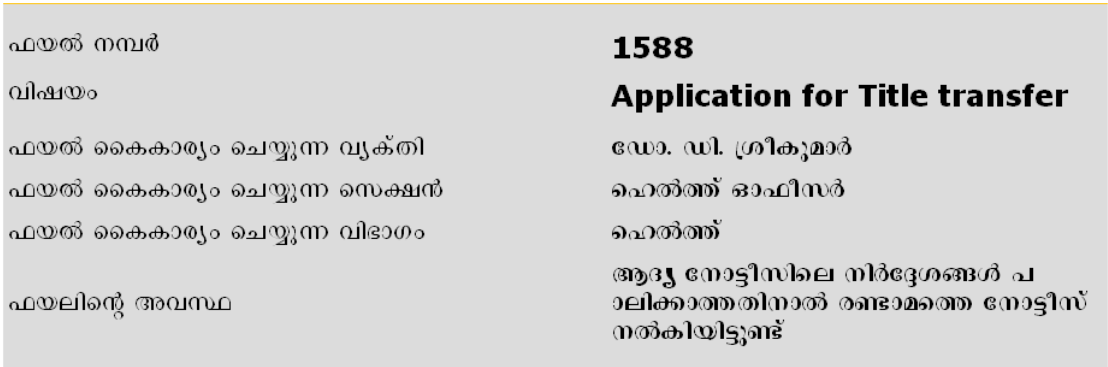 ഫയൽ നമ്പർ 1588
വിഷയം Application for Title transfer
ഫയൽ കൈകാര്യം ചെയ്യുന്ന വ്യക്തി ഡോ. ഡി. ശ്രീകുമാർ
ഫയൽ കൈകാര്യം ചെയ്യുന്ന സെക്ഷൻ ഹെൽത്ത് ഓഫീസർ
ഫയൽ കൈകാര്യം ചെയ്യുന്ന വിഭാഗം ഹെൽത്ത്
ഫയലിന്റെ അവസ്ഥ ആദ്യ നോട്ടീസിലെ നിർദ്ദേശങ്ങൾ പ
ാലിക്കാത്തതിനാൽ രണ്ടാമത്തെ നോട്ടീസ്
നൽകിയിട്ടുണ്ട്